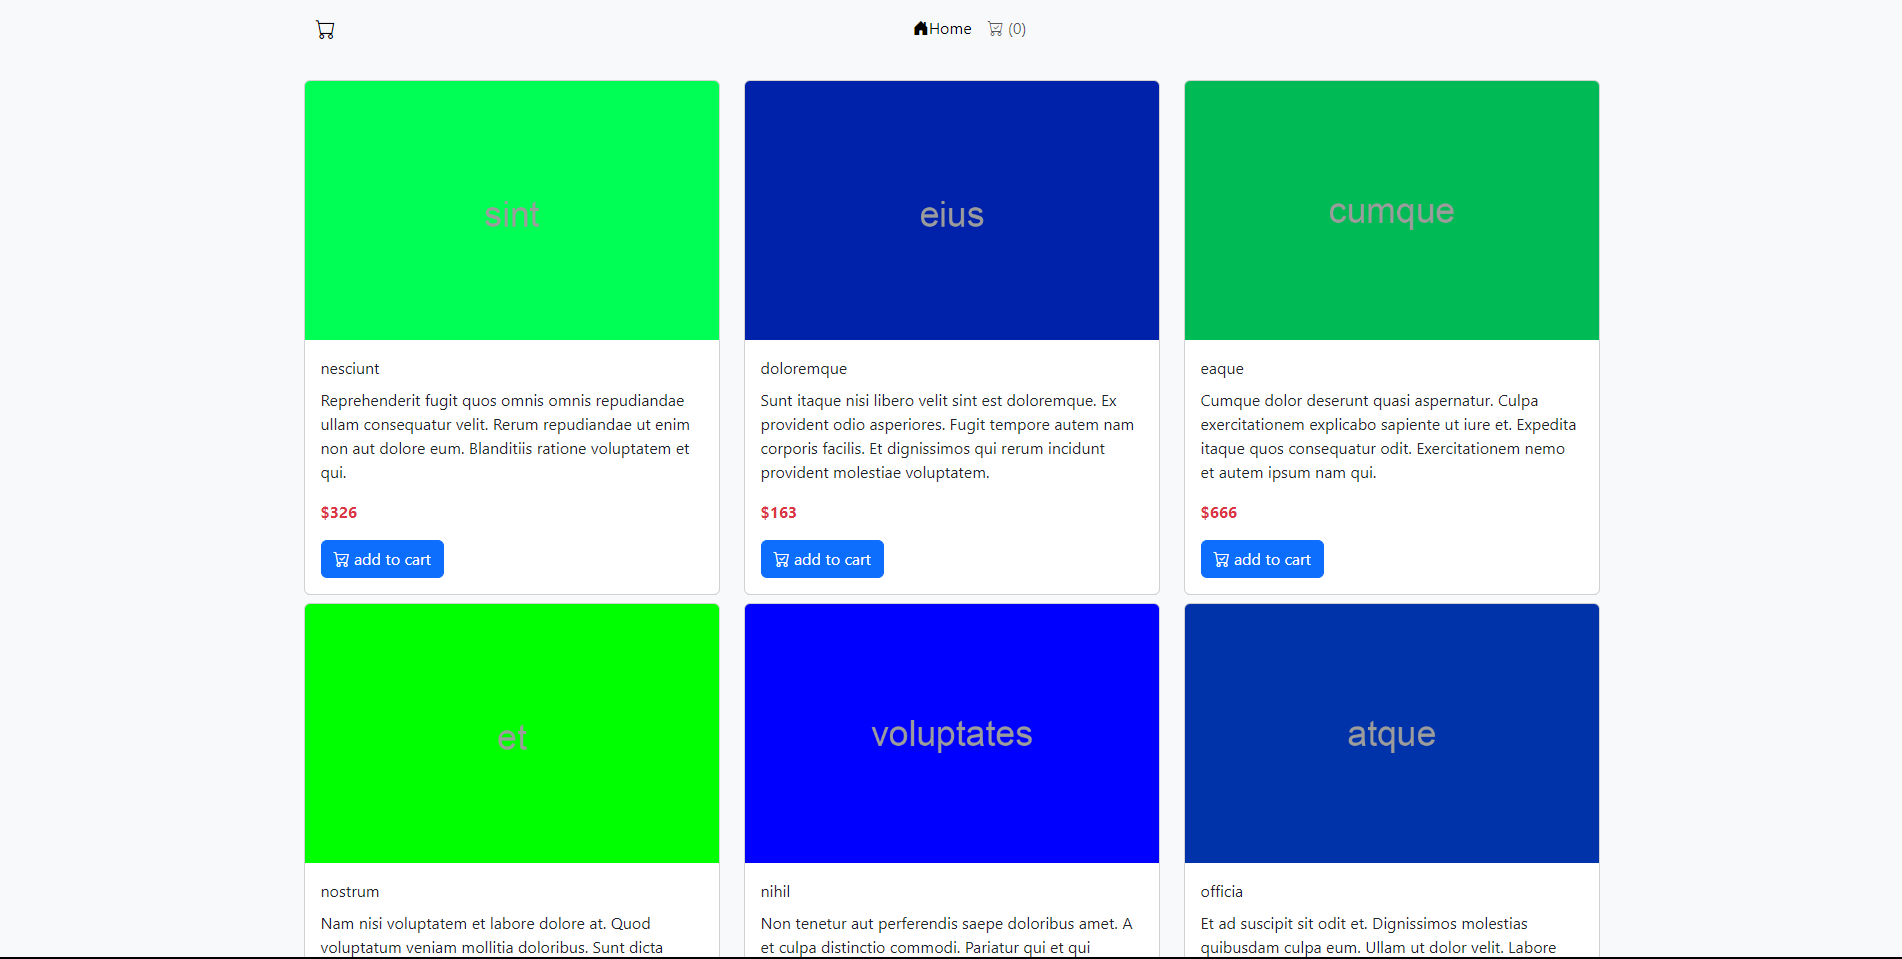 Home (0)
sint
eius
cumque
nesciunt
Reprehenderit fugit quos omnis omnis repudiandae
ullam consequatur velit. Rerum repudiandae ut enim
non aut dolore eum. Blanditiis ratione voluptatem et
qui.
$326
add to cart
doloremque
Sunt itaque nisi libero velit sint est doloremque. Ex
provident odio asperiores. Fugit tempore autem nam
corporis facilis. Et dignissimos qui rerum incidunt
provident molestiae voluptatem.
$163
add to cart
eaque
Cumque dolor deserunt quasi aspernatur. Culpa
exercitationem explicabo sapiente ut iure et. Expedita
itaque quos consequatur odit. Exercitationem nemo
et autem ipsum nam qui.
$666
add to cart
et
voluptates
atque
nostrum
Nam nisi voluptatem et labore dolore at. Quod
voluptatum veniam mollitia doloribus. Sunt dicta
nihil
Non tenetur aut perferendis saepe doloribus amet. A
et culpa distinctio commodi. Pariatur qui et qui
officia
Et ad suscipit sit odit et. Dignissimos molestias
quibusdam culpa eum. Ullam ut dolor velit. Labore